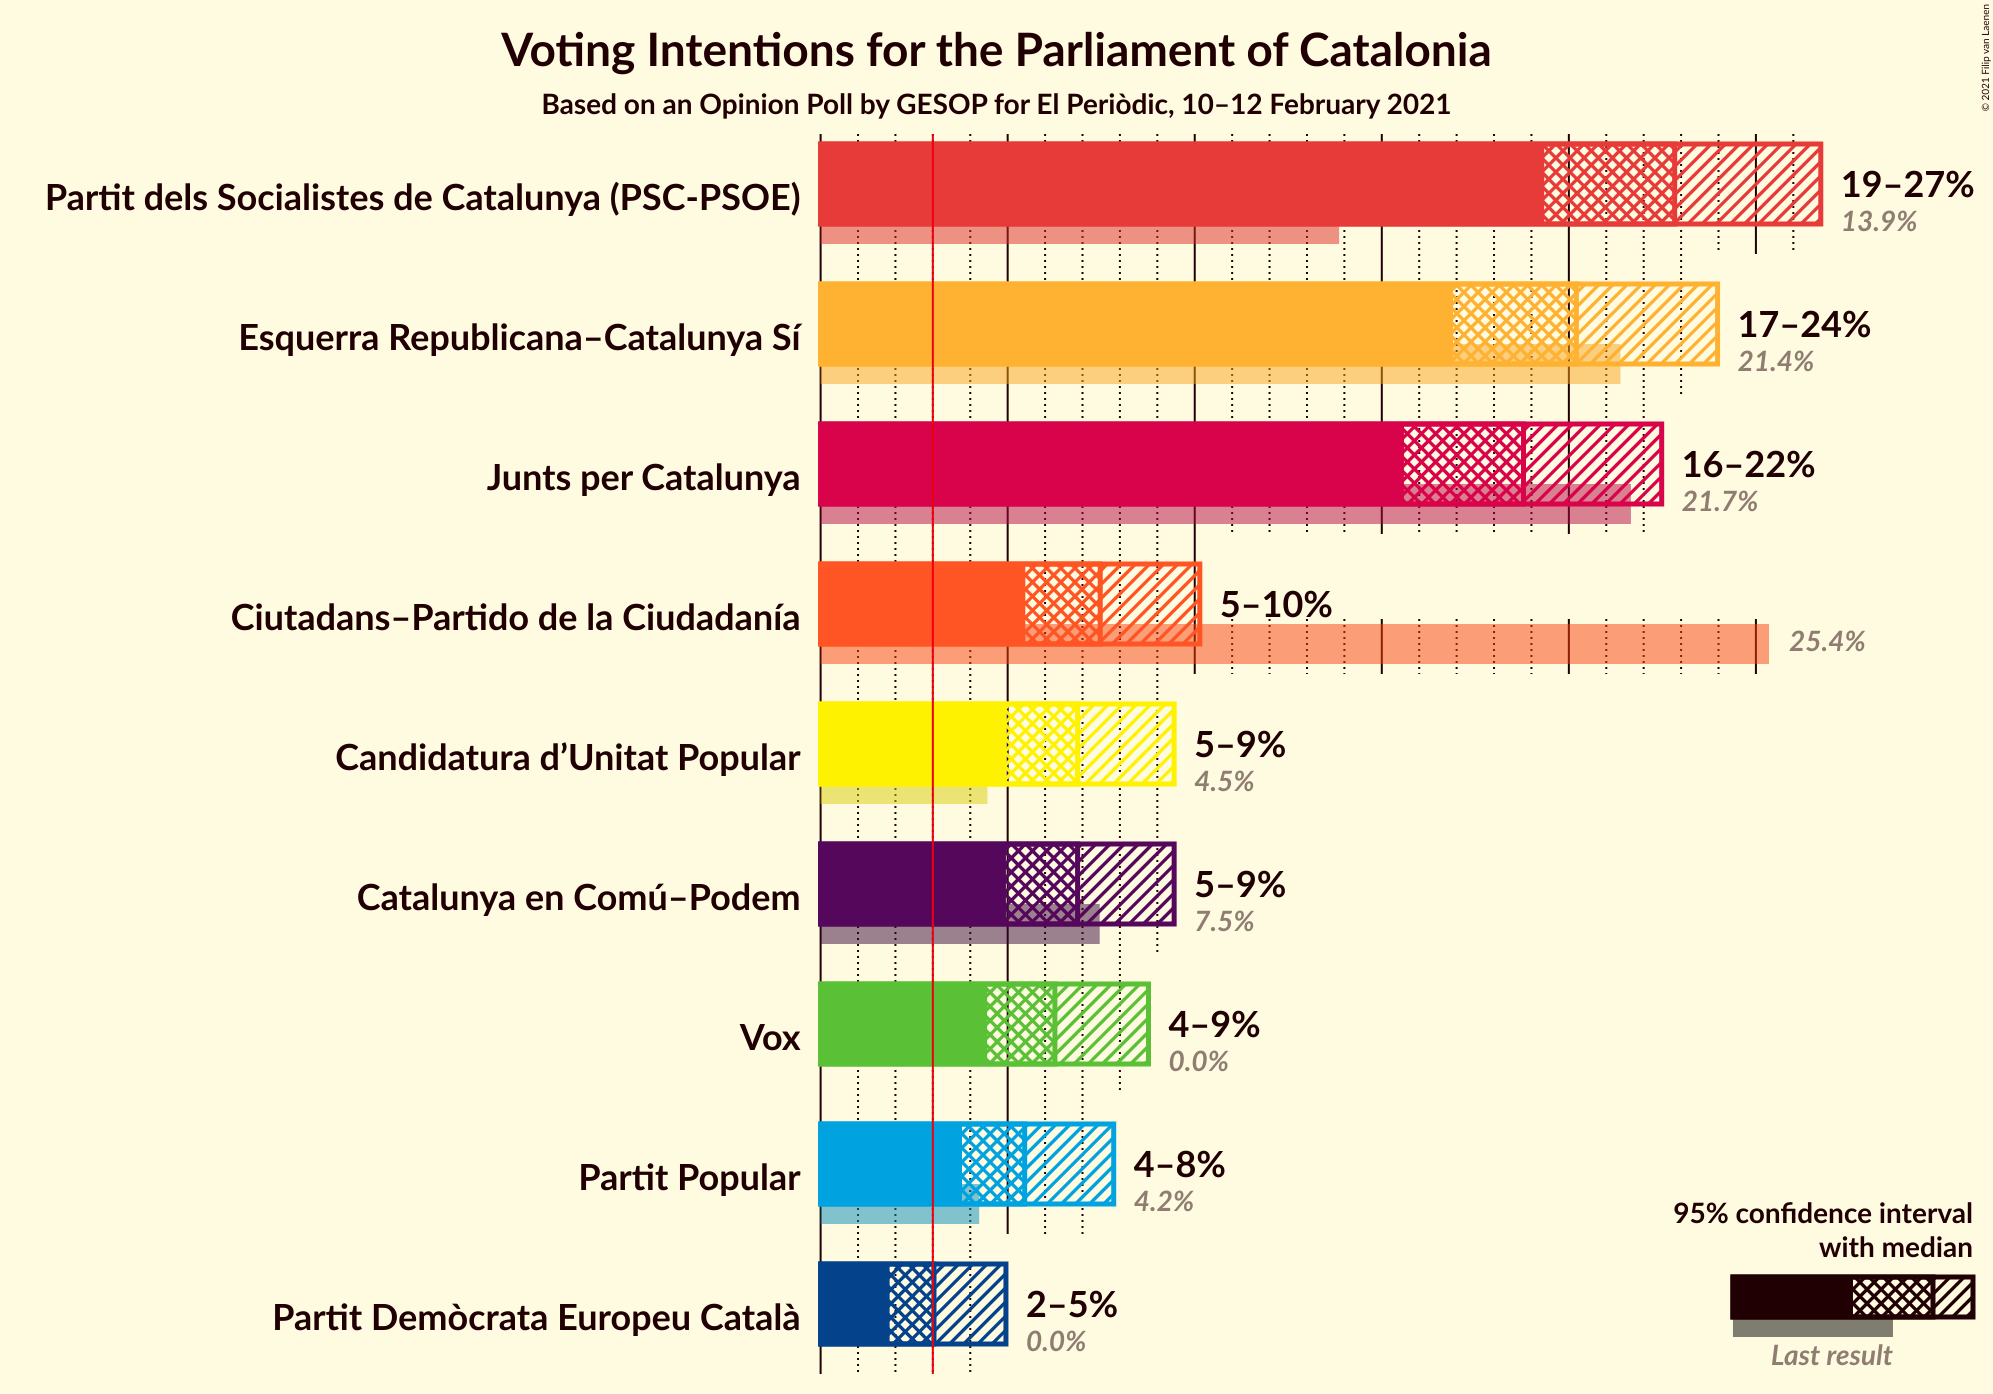 Voting Intentions for the Parliament of Catalonia
Based on an Opinion Poll by GESOP for El Periòdic, 10–12 February 2021
© 2021 Filip van Laenen
Partit dels Socialistes de Catalunya (PSC-PSOE)
19–27%
13.9%
Esquerra Republicana–Catalunya Sí
17–24%
21.4%
Junts per Catalunya
16–22%
21.7%
Ciutadans–Partido de la Ciudadanía
5–10%
25.4%
Candidatura d’Unitat Popular
5–9%
4.5%
Catalunya en Comú–Podem
5–9%
7.5%
Vox
4–9%
0.0%
Partit Popular
4–8%
4.2%
Partit Demòcrata Europeu Català
2–5%
0.0%
95% confidence interval
with median
Last result